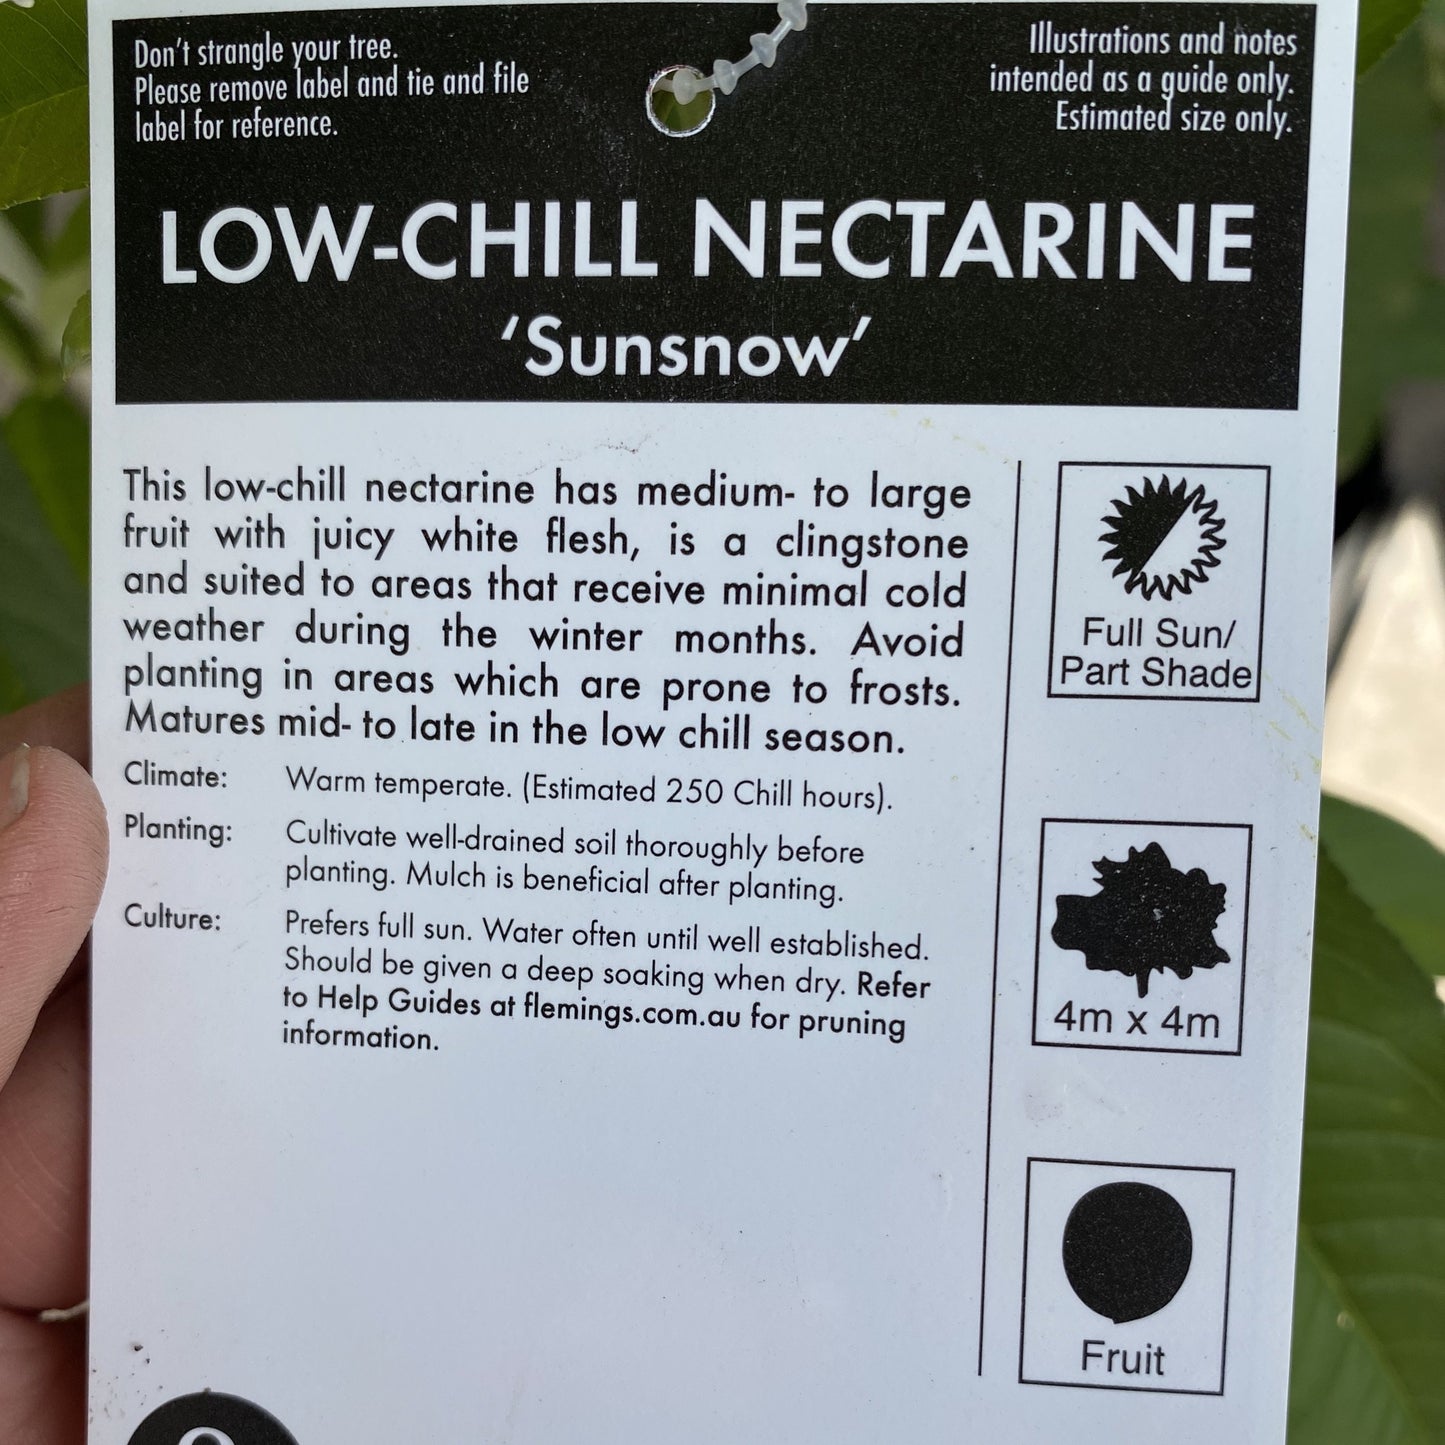 Don't strangle your tree.
Please remove label and tie and file
label for reference.
Illustrations and notes
intended as a guide only.
Estimated size only.
LOW-CHILL NECTARINE
'Sunsnow'
This low-chill nectarine has medium- to large
fruit with juicy white flesh, is a clingstone
and suited to areas that receive minimal cold
weather during the winter months. Avoid
planting in areas which are prone to frosts.
Matures mid- to late in the low chill season.
Climate: Warm temperate. (Estimated 250 Chill hours).
Planting: Cultivate well-drained soil thoroughly before
planting. Mulch is beneficial after planting.
Culture: Prefers full sun. Water often until well established.
Should be given a deep soaking when dry. Refer
to Help Guides at flemings.com.au for pruning
information.
Full Sun/
Part Shade
4m x 4m
Fruit